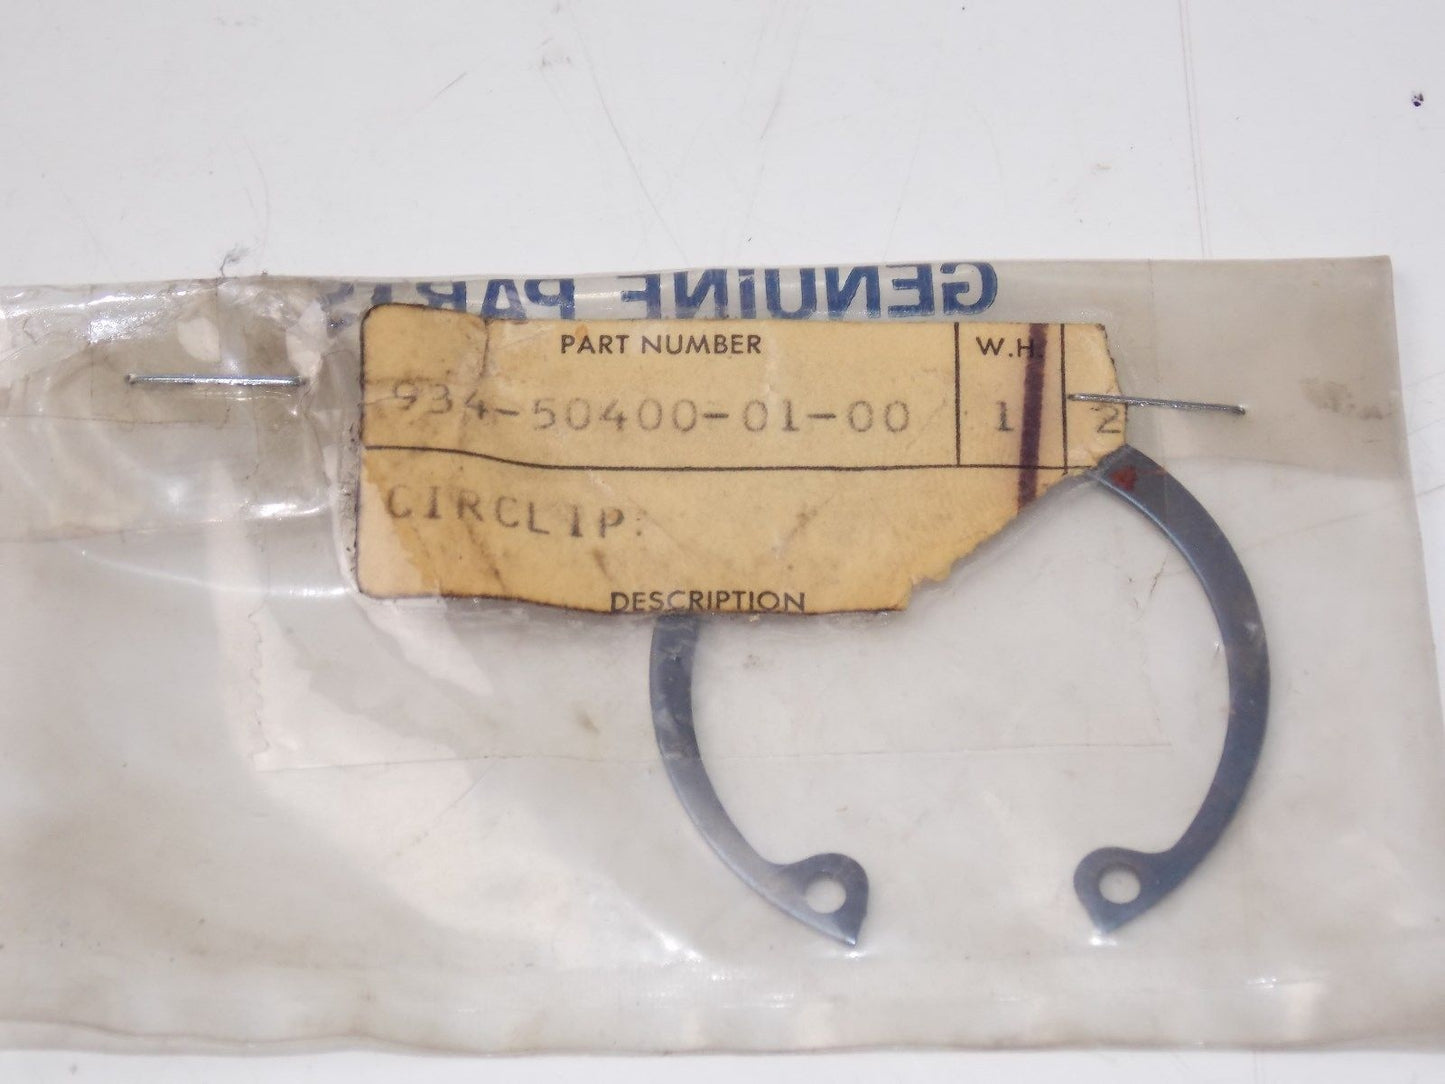 GENUINE PARTS
PART NUMBER W.H.
934-50400-01-00 1 2
CIRCLIP.
DESCRIPTION